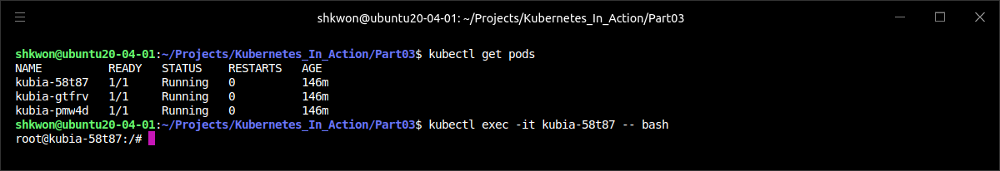 shkwon@ubuntu20-04-01: ~/Projects/Kubernetes_In_Action/Part03
shkwon@ubuntu20-04-01:~/Projects/Kubernetes_In_Action/Part03$ kubectl get pods
NAME          READY   STATUS    RESTARTS   AGE
kubia-58t87   1/1     Running   0          146m
kubia-gtfrv   1/1     Running   0          146m
kubia-pmw4d   1/1     Running   0          146m
shkwon@ubuntu20-04-01:~/Projects/Kubernetes_In_Action/Part03$ kubectl exec -it kubia-58t87 -- bash
root@kubia-58t87:/#